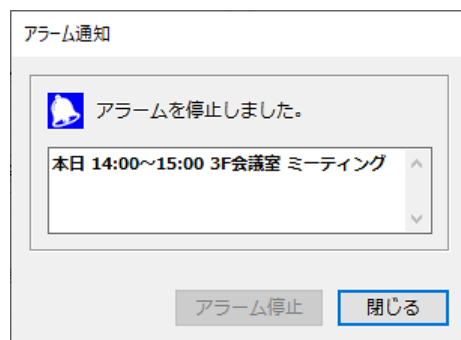 アラーム通知
アラームを停止しました。
本日 14:00～15:00 3F会議室 ミーティング
アラーム停止
閉じる